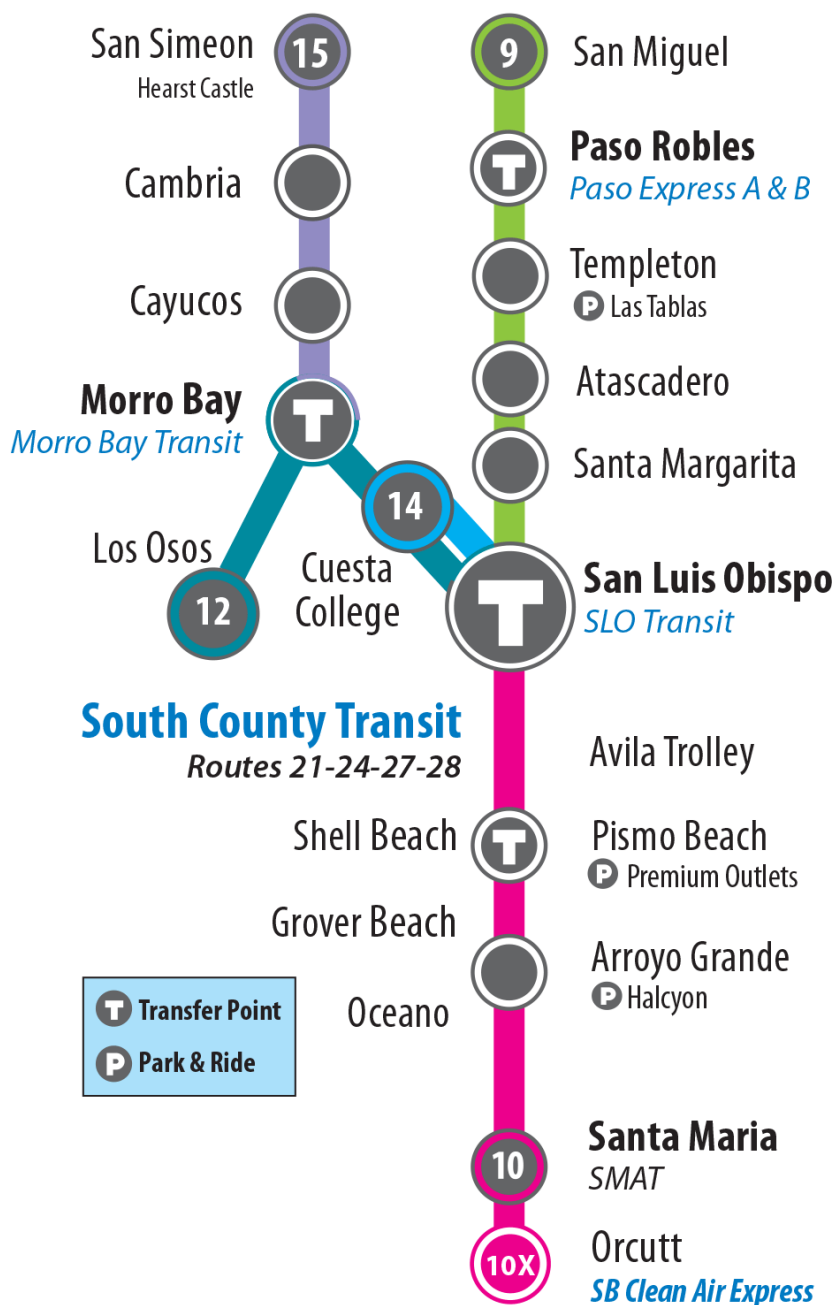 San Simeon
Hearst Castle
15
Cambria
Cayucos
Morro Bay
Morro Bay Transit
T
Los Osos
12
14
Cuesta
College
9
San Miguel
T
Paso Robles
Paso Express A & B
Templeton
P Las Tablas
Atascadero
Santa Margarita
T
San Luis Obispo
SLO Transit
South County Transit
Routes 21-24-27-28
Avila Trolley
Shell Beach
T
Pismo Beach
P Premium Outlets
Grover Beach
Arroyo Grande
P Halcyon
Oceano
T Transfer Point
P Park & Ride
10
Santa Maria
SMAT
10X
Orcutt
SB Clean Air Express